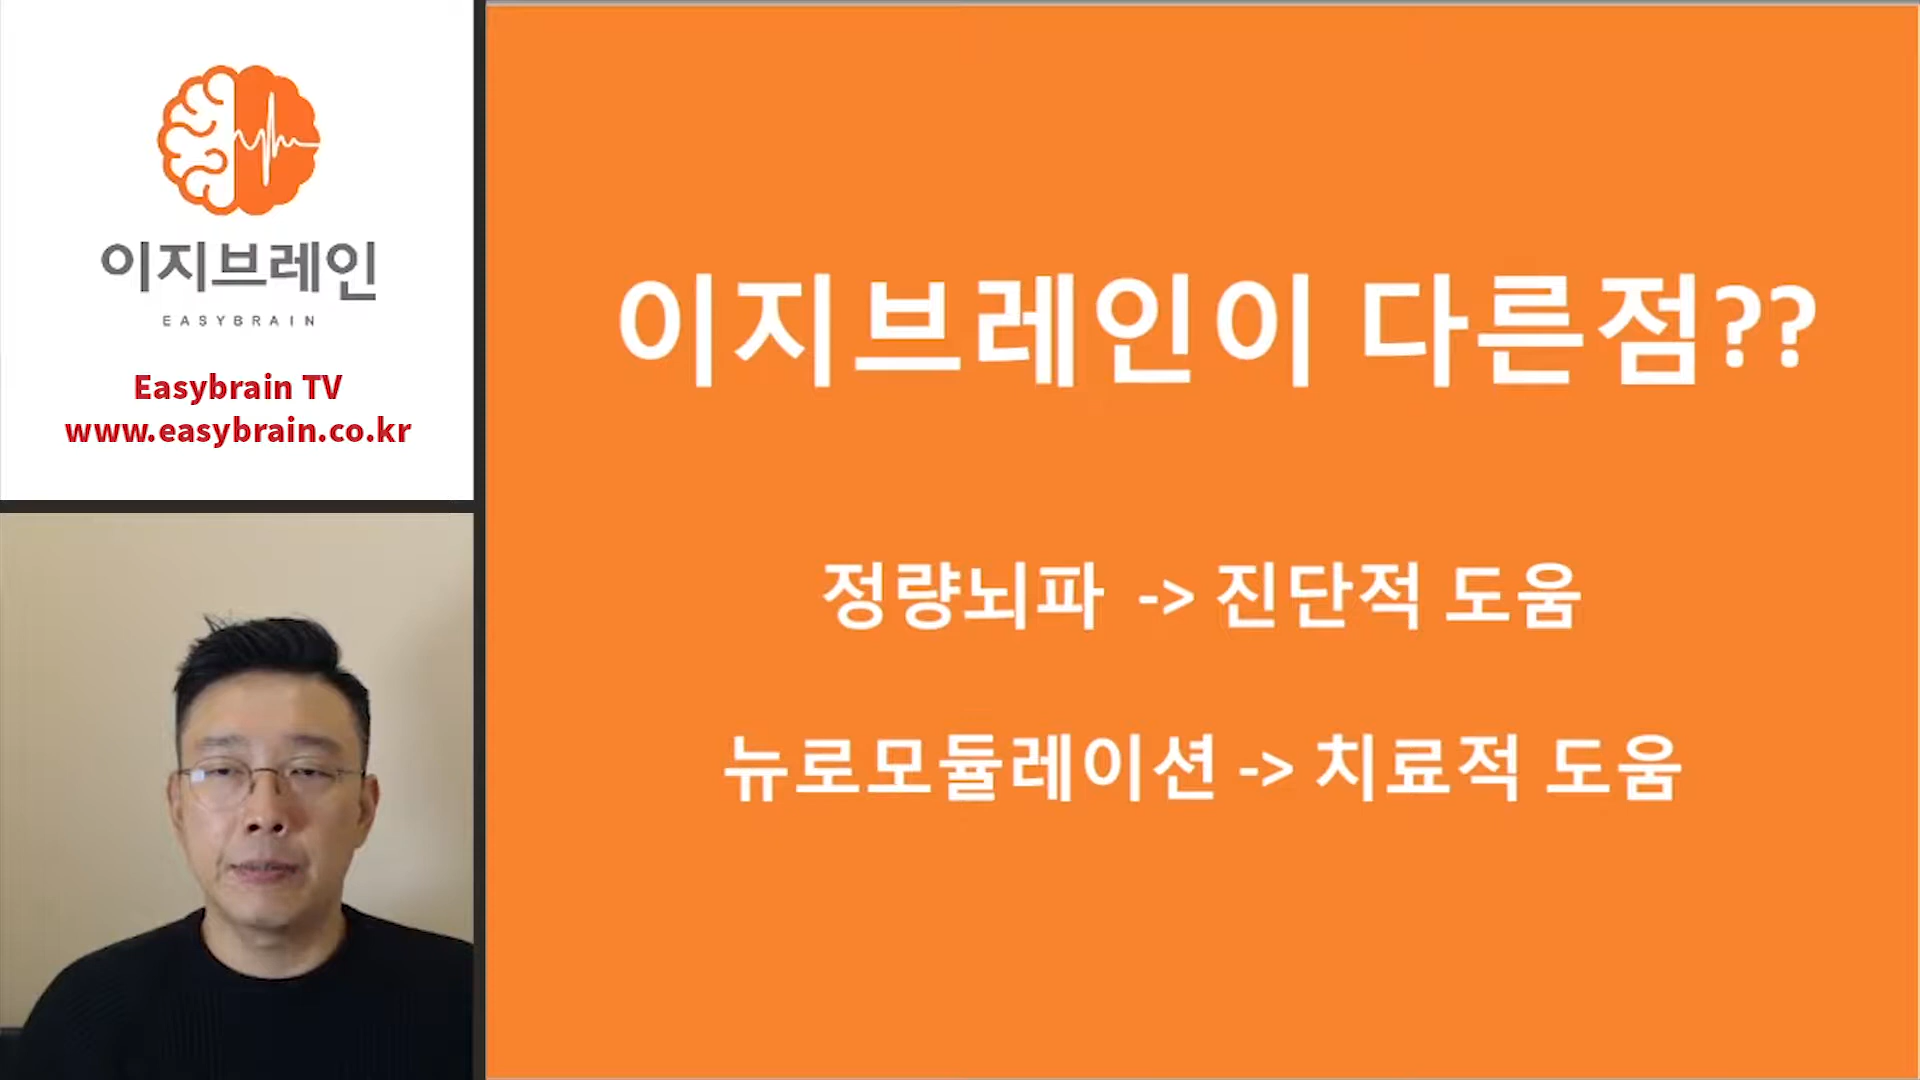 이지브레인
EASYBRAIN
Easybrain TV
www.easybrain.co.kr
이지브레인이 다른점??
정량뇌파 -> 진단적 도움
뉴로모듈레이션 -> 치료적 도움